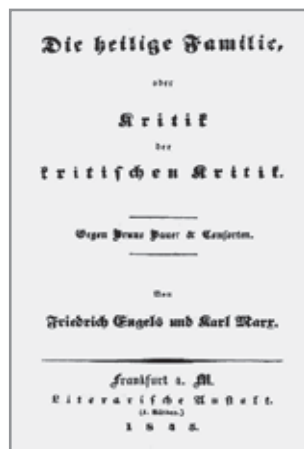 Die heilige Familie,
oder
Kritik
der
kritischen Kritik.
Gegen Bruno Bauer & Consorten.
Von
Friedrich Engels und Karl Marx.
Frankfurt a. M.
Literarische Anstalt.
(J. Rütten.)
1845.